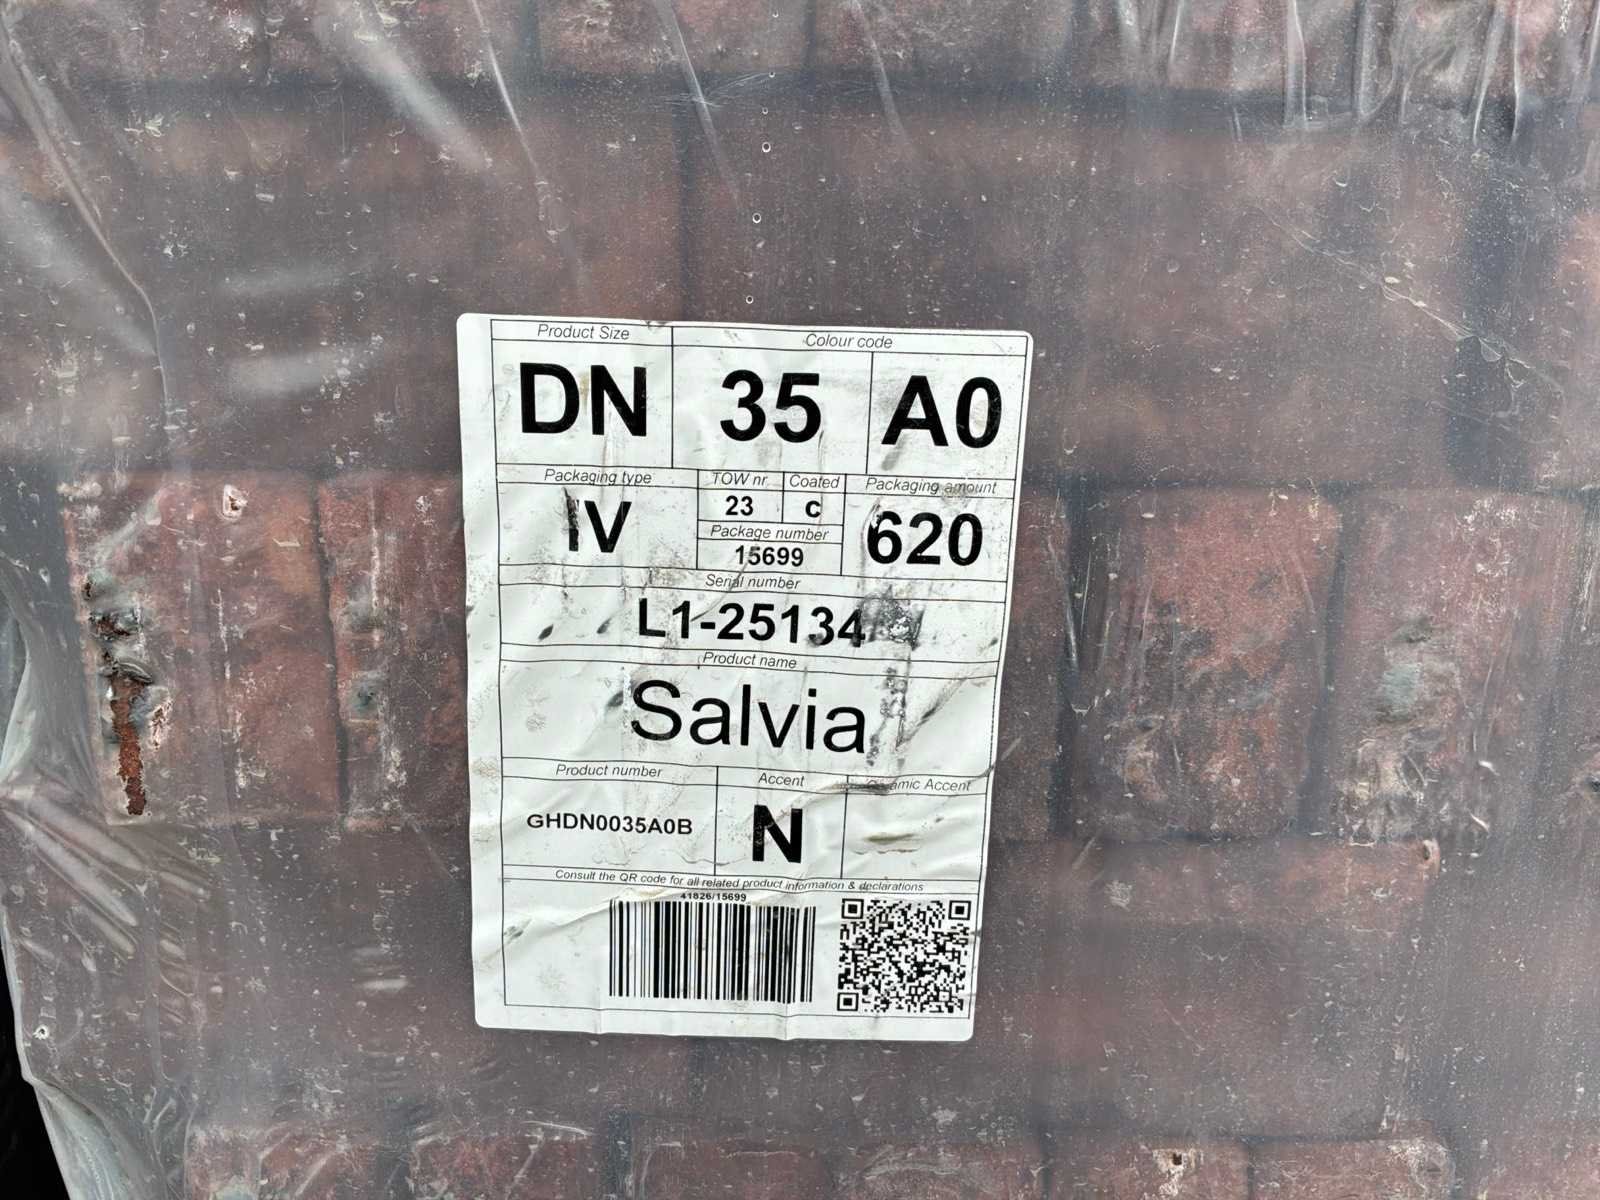 Product Size
Colour code
DN 35 A0
Packaging type
TOW nr
Coated
Packaging amount
IV 23 c 620
Package number
15699
Serial number
L1-25134
Product name
Salvia
Product number
Accent
Accent
GHDN0035A0B N
Consult the QR code for all related product information & declarations
41826/15699